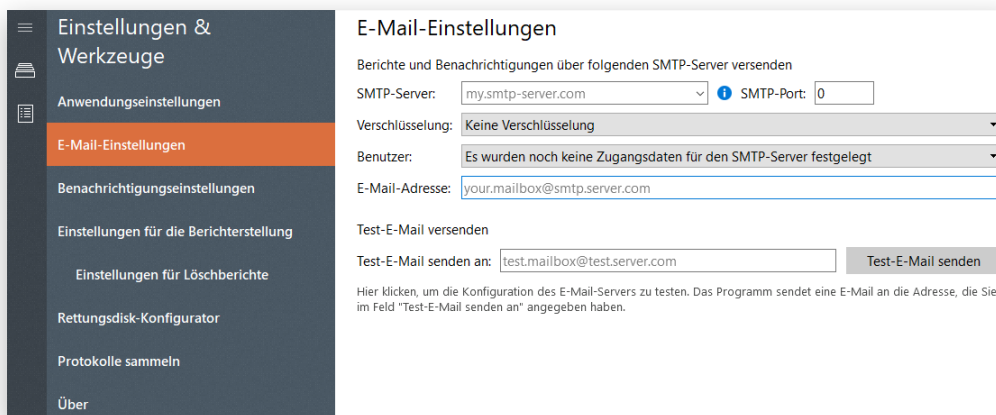 Einstellungen &
Werkzeuge
Anwendungseinstellungen
E-Mail-Einstellungen
Benachrichtigungseinstellungen
Einstellungen für die Berichterstellung
Einstellungen für Löschberichte
Rettungsdisk-Konfigurator
Protokolle sammeln
Über
E-Mail-Einstellungen
Berichte und Benachrichtigungen über folgenden SMTP-Server versenden
SMTP-Server: my.smtp-server.com SMTP-Port: 0
Verschlüsselung: Keine Verschlüsselung
Benutzer: Es wurden noch keine Zugangsdaten für den SMTP-Server festgelegt
E-Mail-Adresse: your.mailbox@smtp.server.com
Test-E-Mail versenden
Test-E-Mail senden an: test.mailbox@test.server.com Test-E-Mail senden
Hier klicken, um die Konfiguration des E-Mail-Servers zu testen. Das Programm sendet eine E-Mail an die Adresse, die Sie
im Feld "Test-E-Mail senden an" angegeben haben.